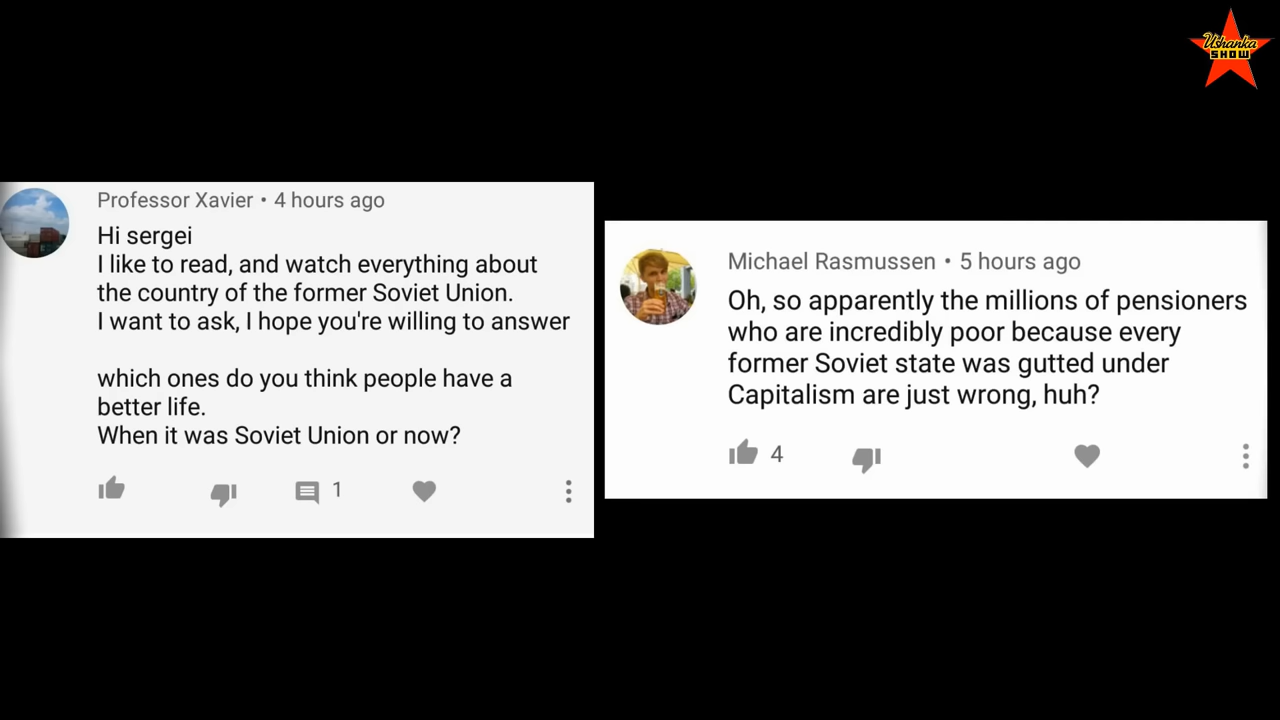 Ushanka
SHOW
Professor Xavier • 4 hours ago
Hi sergei
I like to read, and watch everything about
the country of the former Soviet Union.
I want to ask, I hope you're willing to answer
which ones do you think people have a
better life.
When it was Soviet Union or now?
1
Michael Rasmussen • 5 hours ago
Oh, so apparently the millions of pensioners
who are incredibly poor because every
former Soviet state was gutted under
Capitalism are just wrong, huh?
4